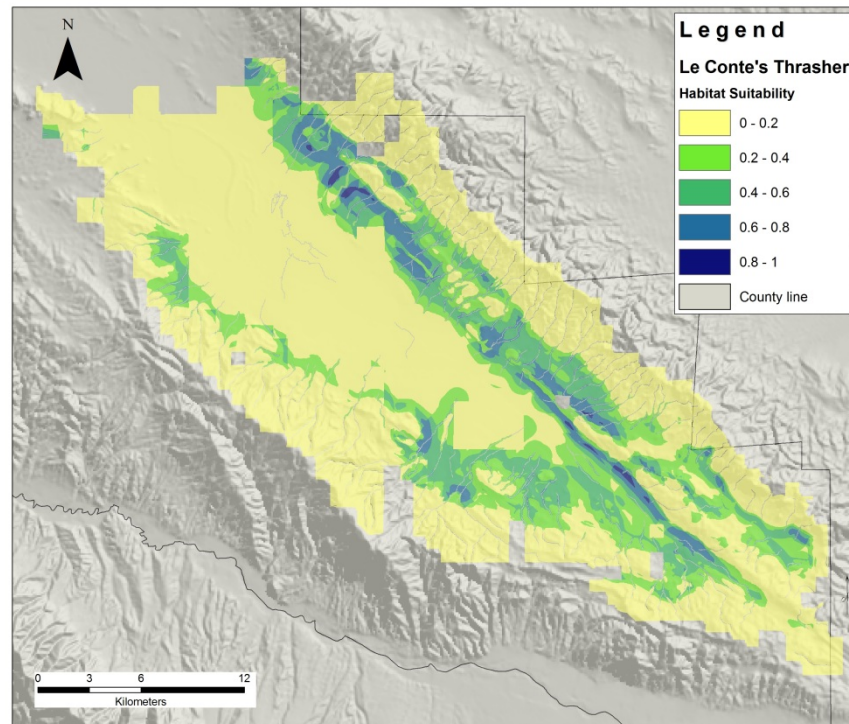 N
Legend
Le Conte's Thrasher
Habitat Suitability
0 - 0.2
0.2 - 0.4
0.4 - 0.6
0.6 - 0.8
0.8 - 1
County line
0 3 6 12
Kilometers